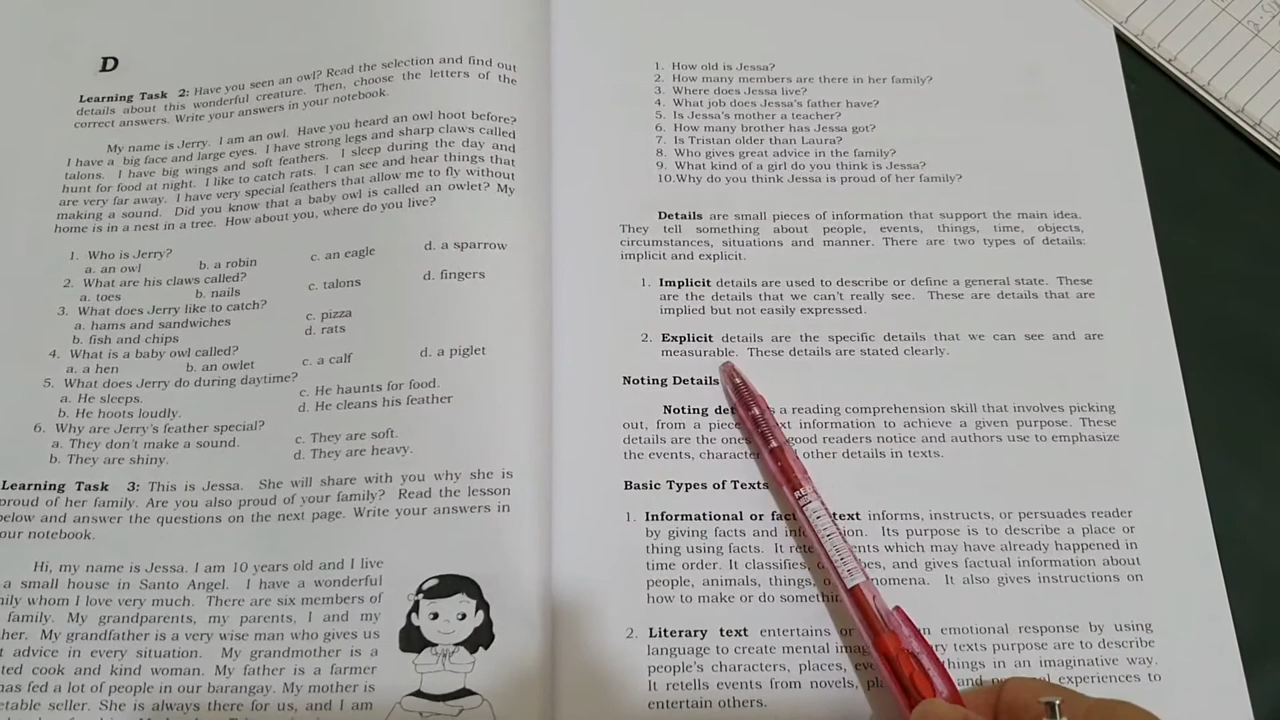 D
Learning Task 2: Have you seen an owl? Read the selection and find out
details about this wonderful creature. Then, choose the letters of the
correct answers. Write your answers in your notebook.
My name is Jerry. I am an owl. Have you heard an owl hoot before?
I have a big face and large eyes. I have strong legs and sharp claws called
talons. I have big wings and soft feathers. I sleep during the day and
hunt for food at night. I like to catch rats. I can see and hear things that
are very far away. I have very special feathers that allow me to fly without
making a sound. Did you know that a baby owl is called an owlet? My
home is in a nest in a tree. How about you, where do you live?
1. Who is Jerry?
a. an owl b. a robin c. an eagle d. a sparrow
2. What are his claws called?
a. toes b. nails c. talons d. fingers
3. What does Jerry like to catch?
a. hams and sandwiches c. pizza
b. fish and chips d. rats
4. What is a baby owl called?
a. a hen b. an owlet c. a calf d. a piglet
5. What does Jerry do during daytime?
a. He sleeps. c. He haunts for food.
b. He hoots loudly. d. He cleans his feather
6. Why are Jerry's feather special?
a. They don't make a sound. c. They are soft.
b. They are shiny. d. They are heavy.
Learning Task 3: This is Jessa. She will share with you why she is
proud of her family. Are you also proud of your family? Read the lesson
below and answer the questions on the next page. Write your answers in
our notebook.
Hi, my name is Jessa. I am 10 years old and I live
a small house in Santo Angel. I have a wonderful
whom I love very much. There are six members of
family. My grandparents, my parents, I and my
My grandfather is a very wise man who gives us
advice in every situation. My grandmother is a
cook and kind woman. My father is a farmer
has fed a lot of people in our barangay. My mother is
seller. She is always there for us, and I am
1. How old is Jessa?
2. How many members are there in her family?
3. Where does Jessa live?
4. What job does Jessa's father have?
5. Is Jessa's mother a teacher?
6. How many brother has Jessa got?
7. Is Tristan older than Laura?
8. Who gives great advice in the family?
9. What kind of a girl do you think is Jessa?
10.Why do you think Jessa is proud of her family?
Details are small pieces of information that support the main idea.
They tell something about people, events, things, time, objects,
circumstances, situations and manner. There are two types of details:
implicit and explicit.
1. Implicit details are used to describe or define a general state. These
are the details that we can't really see. These are details that are
implied but not easily expressed.
2. Explicit details are the specific details that we can see and are
measurable. These details are stated clearly.
Noting Details
Noting a reading comprehension skill that involves picking
out, from a piece information to achieve a given purpose. These
details are the ones good readers notice and authors use to emphasize
the events, other details in texts.
Basic Types of Texts
1. Informational or text informs, instructs, or persuades reader
by giving facts and Its purpose is to describe a place or
thing using facts. It which may have already happened in
time order. It classifies, and gives factual information about
people, animals, things, It also gives instructions on
how to make or do
2. Literary text entertains or emotional response by using
language to create mental texts purpose are to describe
people's characters, places, things in an imaginative way.
It retells events from novels, and experiences to
entertain others.
RED